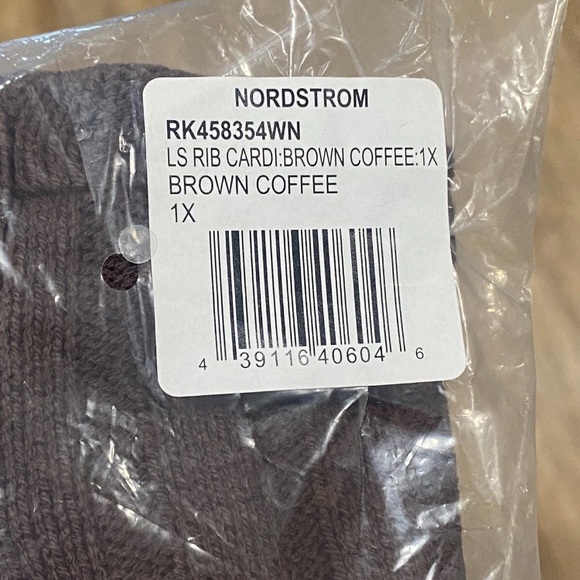 NORDSTROM
RK458354WN
LS RIB CARDI:BROWN COFFEE:1X
BROWN COFFEE
1X
4 39116 40604 6